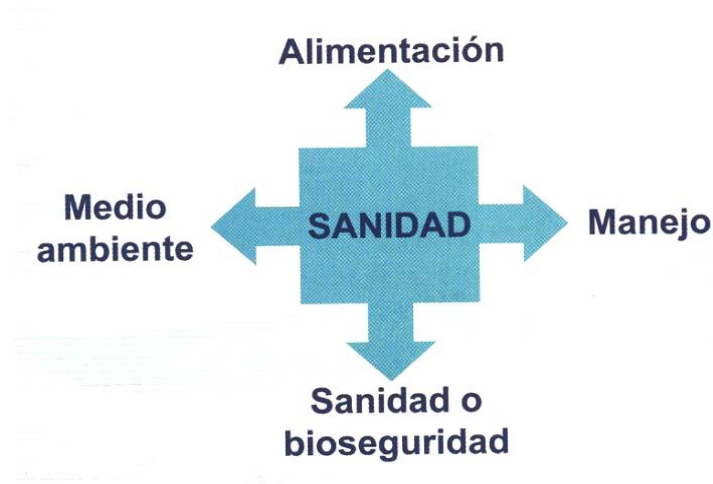 Alimentación
Medio
ambiente
SANIDAD
Manejo
Sanidad o
bioseguridad